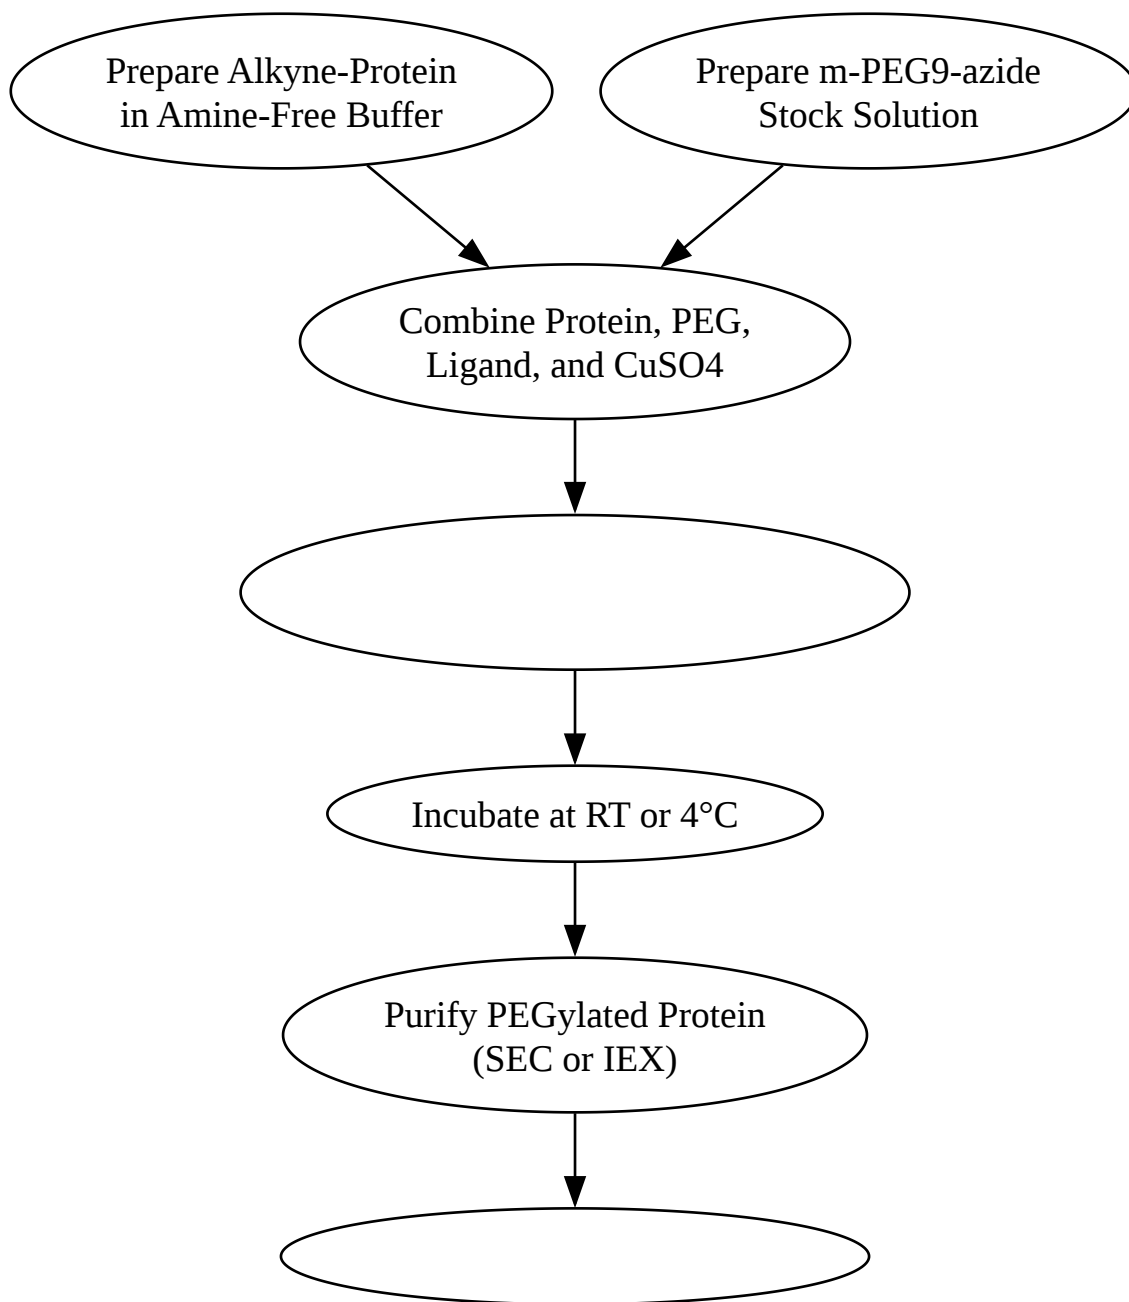 Prepare Alkyne-Protein
in Amine-Free Buffer
Prepare m-PEG9-azide
Stock Solution
Combine Protein, PEG,
Ligand, and CuSO4
Incubate at RT or 4°C
Purify PEGylated Protein
(SEC or IEX)